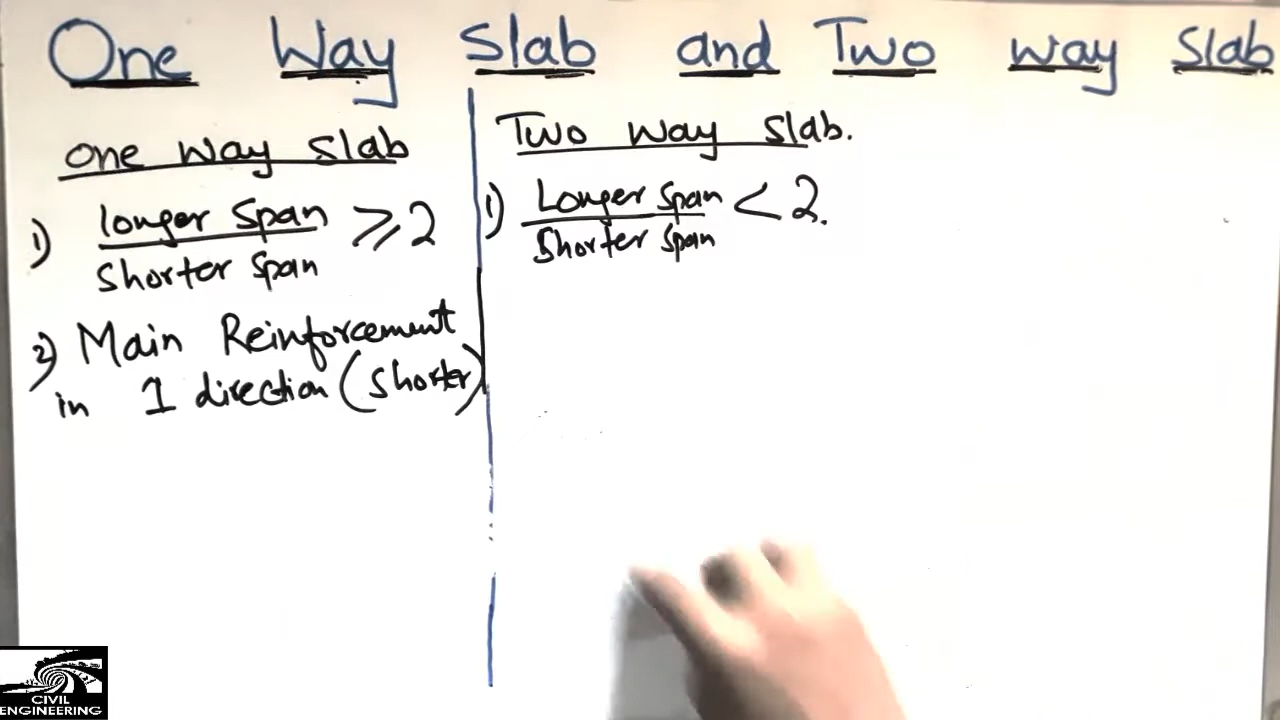 One Way Slab and Two way Slab
one way slab
1) longer span / shorter span ⩾ 2
2) Main Reinforcement
in 1 direction (shorter)
Two way slab.
1) Longer span / Shorter span < 2.
CIVIL
ENGINEERING